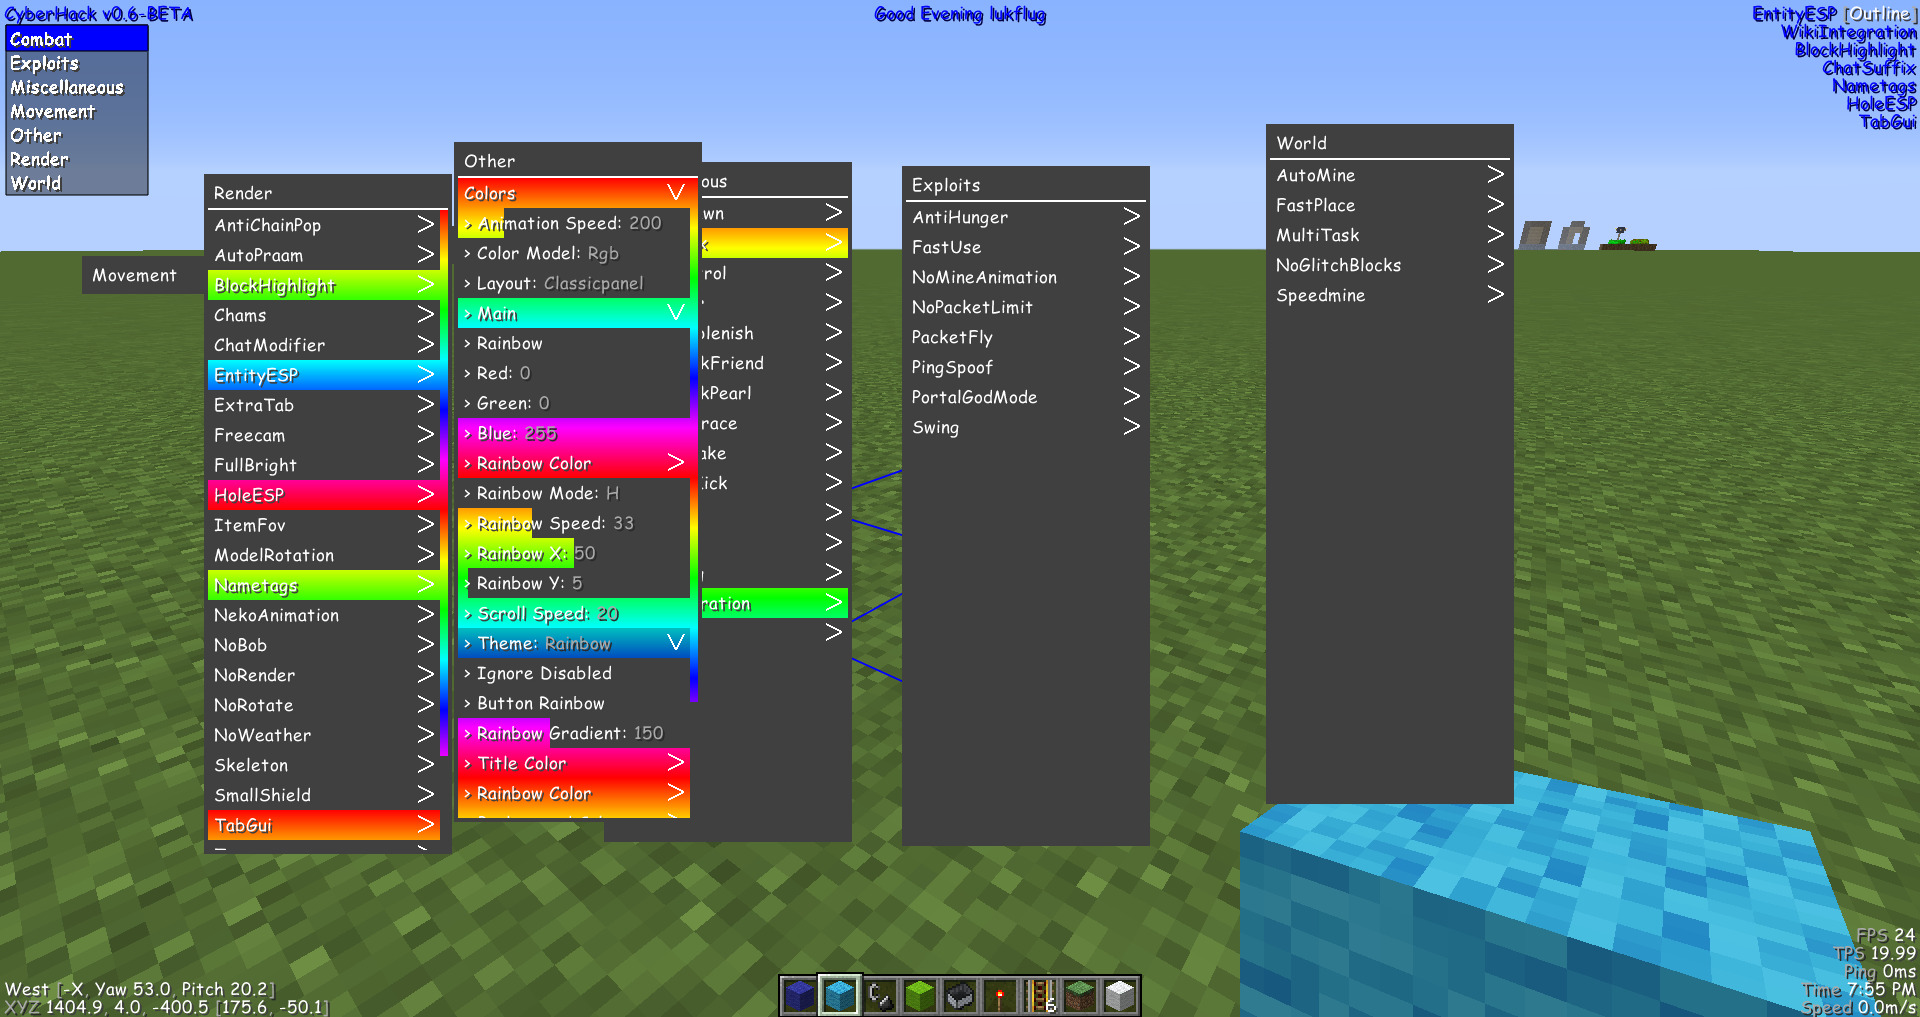 CyberHack v0.6-BETA
Good Evening lukflug
EntityESP [Outline]
WikiIntegration
BlockHighlight
ChatSuffix
Nametags
HoleESP
TabGui
Combat
Exploits
Miscellaneous
Movement
Other
Render
World
Movement
Render
AntiChainPop >
AutoPraam >
BlockHighlight >
Chams >
ChatModifier >
EntityESP >
ExtraTab >
Freecam >
FullBright >
HoleESP >
ItemFov >
ModelRotation >
Nametags >
NekoAnimation >
NoBob >
NoRender >
NoRotate >
NoWeather >
Skeleton >
SmallShield >
TabGui >
Other
Colors V
> Animation Speed: 200
> Color Model: Rgb
> Layout: Classicpanel
> Main V
> Rainbow
> Red: 0
> Green: 0
> Blue: 255
> Rainbow Color >
> Rainbow Mode: H
> Rainbow Speed: 33
> Rainbow X: 50
> Rainbow Y: 5
> Scroll Speed: 20
> Theme: Rainbow V
> Ignore Disabled
> Button Rainbow
> Rainbow Gradient: 150
> Title Color >
> Rainbow Color >
ous
wn >
>
rol >
>
plenish >
kFriend >
kPearl >
race >
ake >
ick >
>
>
>
ration >
>
Exploits
AntiHunger >
FastUse >
NoMineAnimation >
NoPacketLimit >
PacketFly >
PingSpoof >
PortalGodMode >
Swing >
World
AutoMine >
FastPlace >
MultiTask >
NoGlitchBlocks >
Speedmine >
West [-X, Yaw 53.0, Pitch 20.2]
XYZ 1404.9, 4.0, -400.5 [175.6, -50.1]
6
FPS 24
TPS 19.99
Ping 0ms
Time 7:55 PM
Speed 0.0m/s